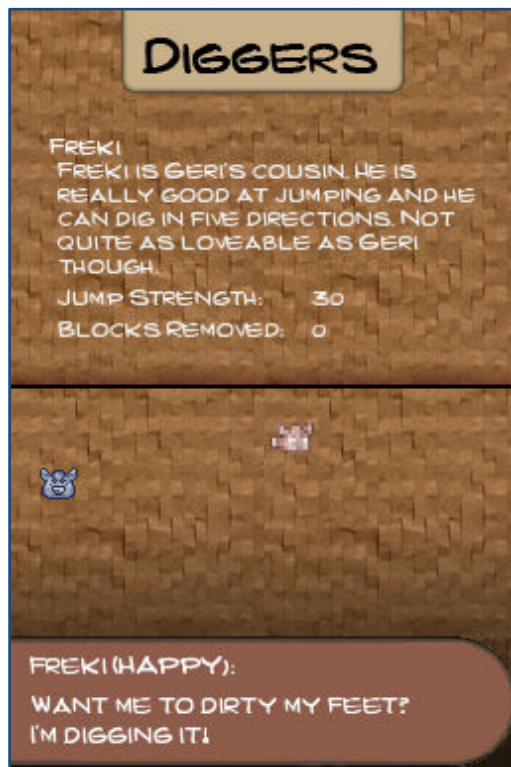 DIGGERS
FREKI
FREKI IS GERI'S COUSIN. HE IS
REALLY GOOD AT JUMPING AND HE
CAN DIG IN FIVE DIRECTIONS. NOT
QUITE AS LOVEABLE AS GERI
THOUGH.
JUMP STRENGTH: 30
BLOCKS REMOVED: 0
FREKI (HAPPY):
WANT ME TO DIRTY MY FEET?
I'M DIGGING IT!